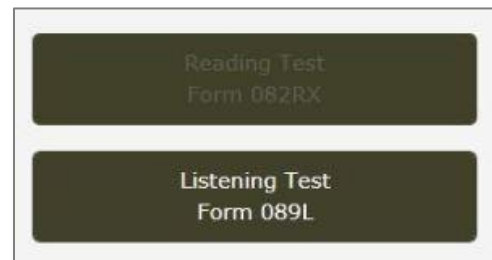 Reading Test
Form 082RX
Listening Test
Form 089L